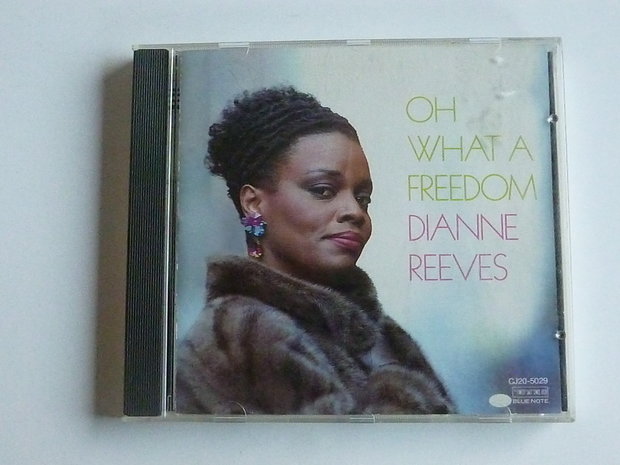 OH
WHAT A
FREEDOM
DIANNE
REEVES
CJ20-5029
BLUE NOTE